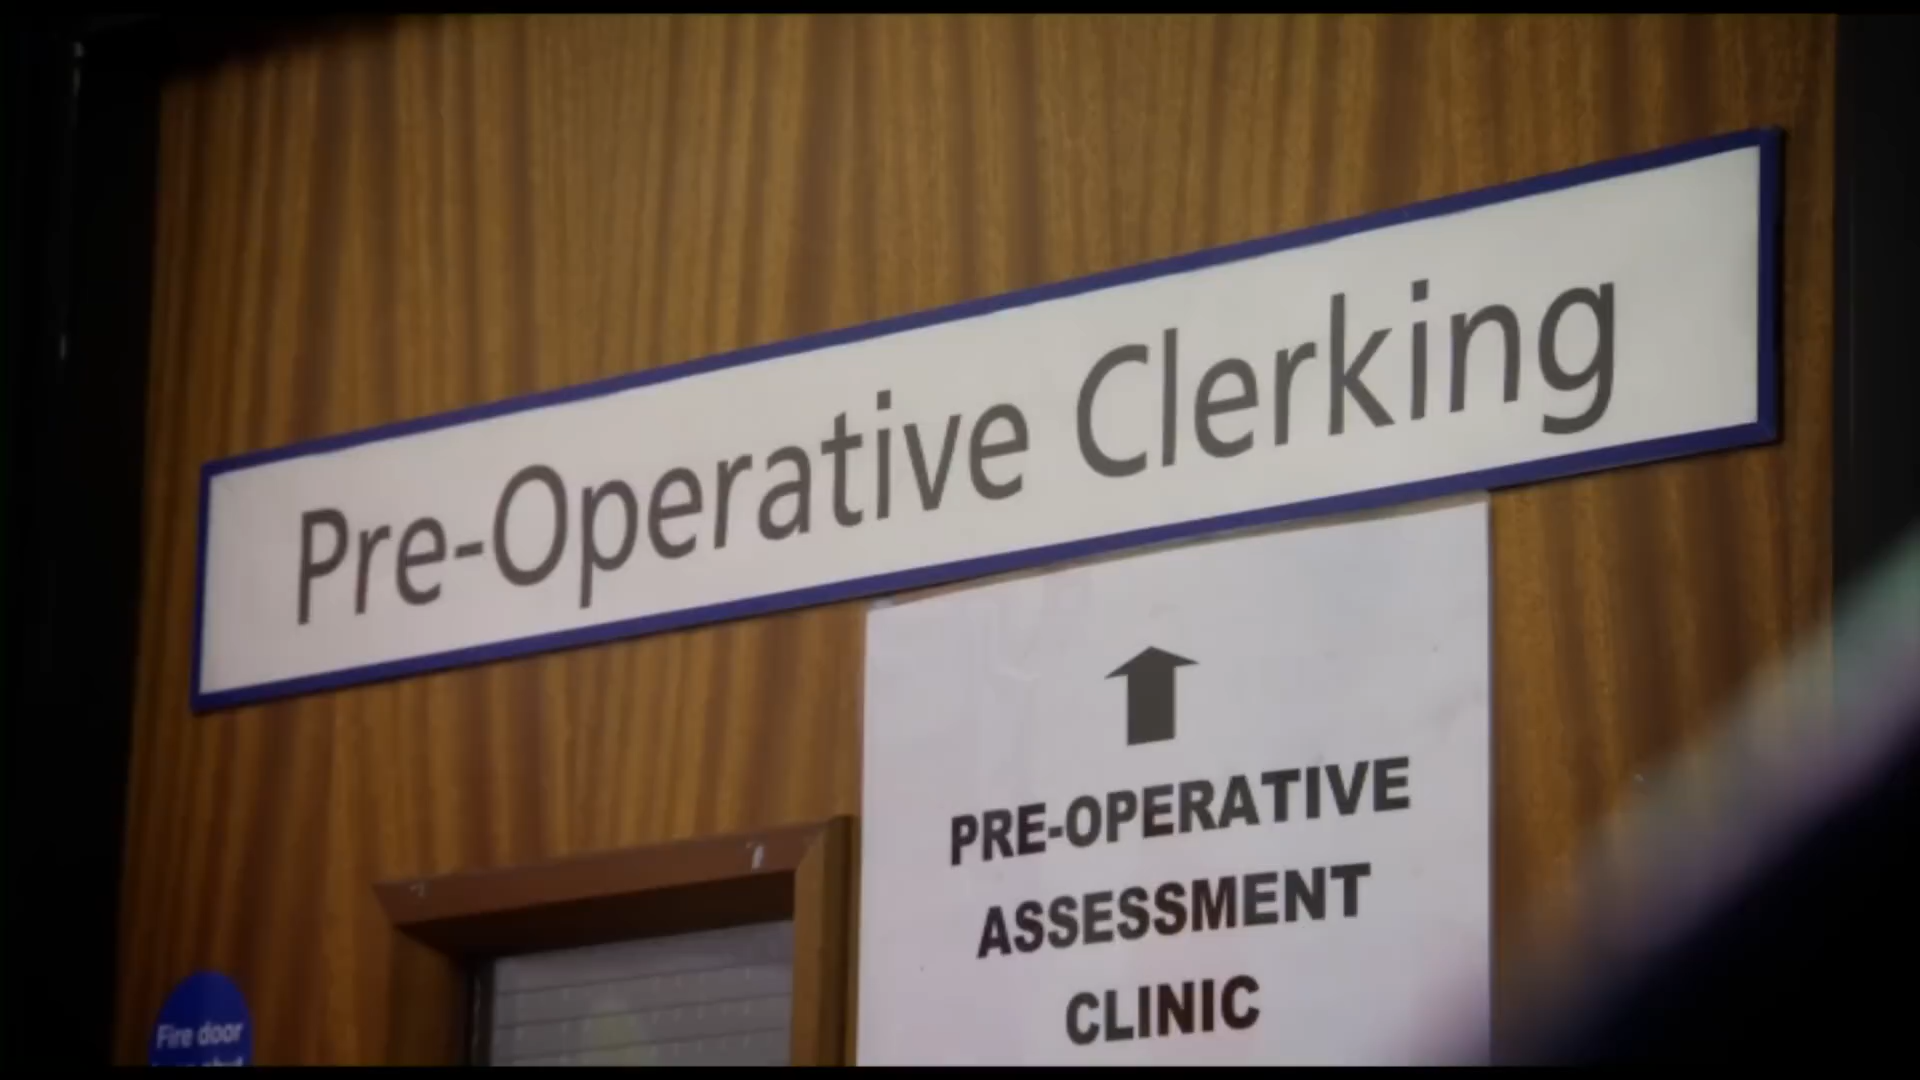 Pre-Operative Clerking
PRE-OPERATIVE
ASSESSMENT
CLINIC
Fire door